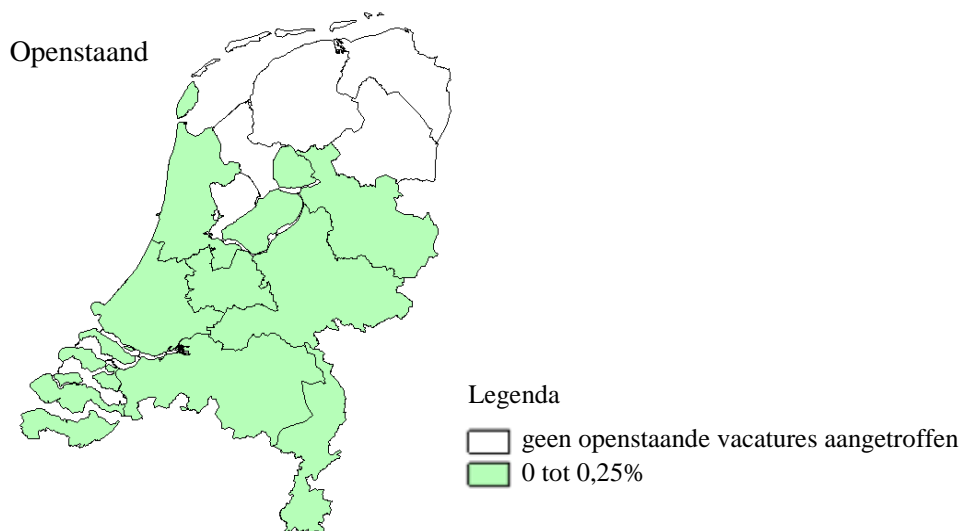 Openstaand
Legenda
geen openstaande vacatures aangetroffen
0 tot 0,25%